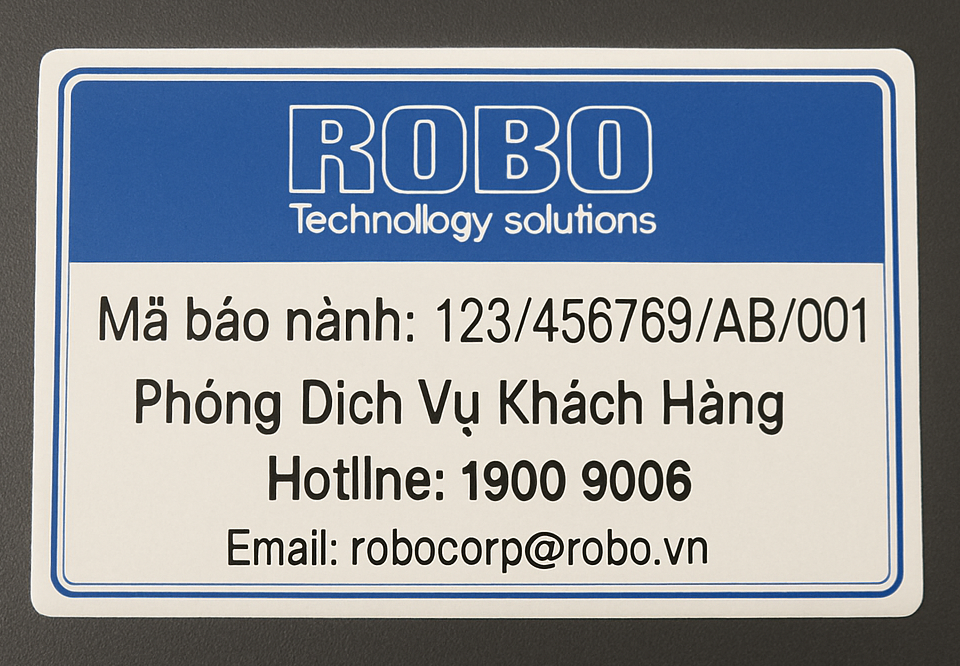 ROBO
Technollogy solutions
Mä báo nành: 123/456769/AB/001
Phóng Dich Vụ Khách Hàng
Hotllne: 1900 9006
Email: robocorp@robo.vn